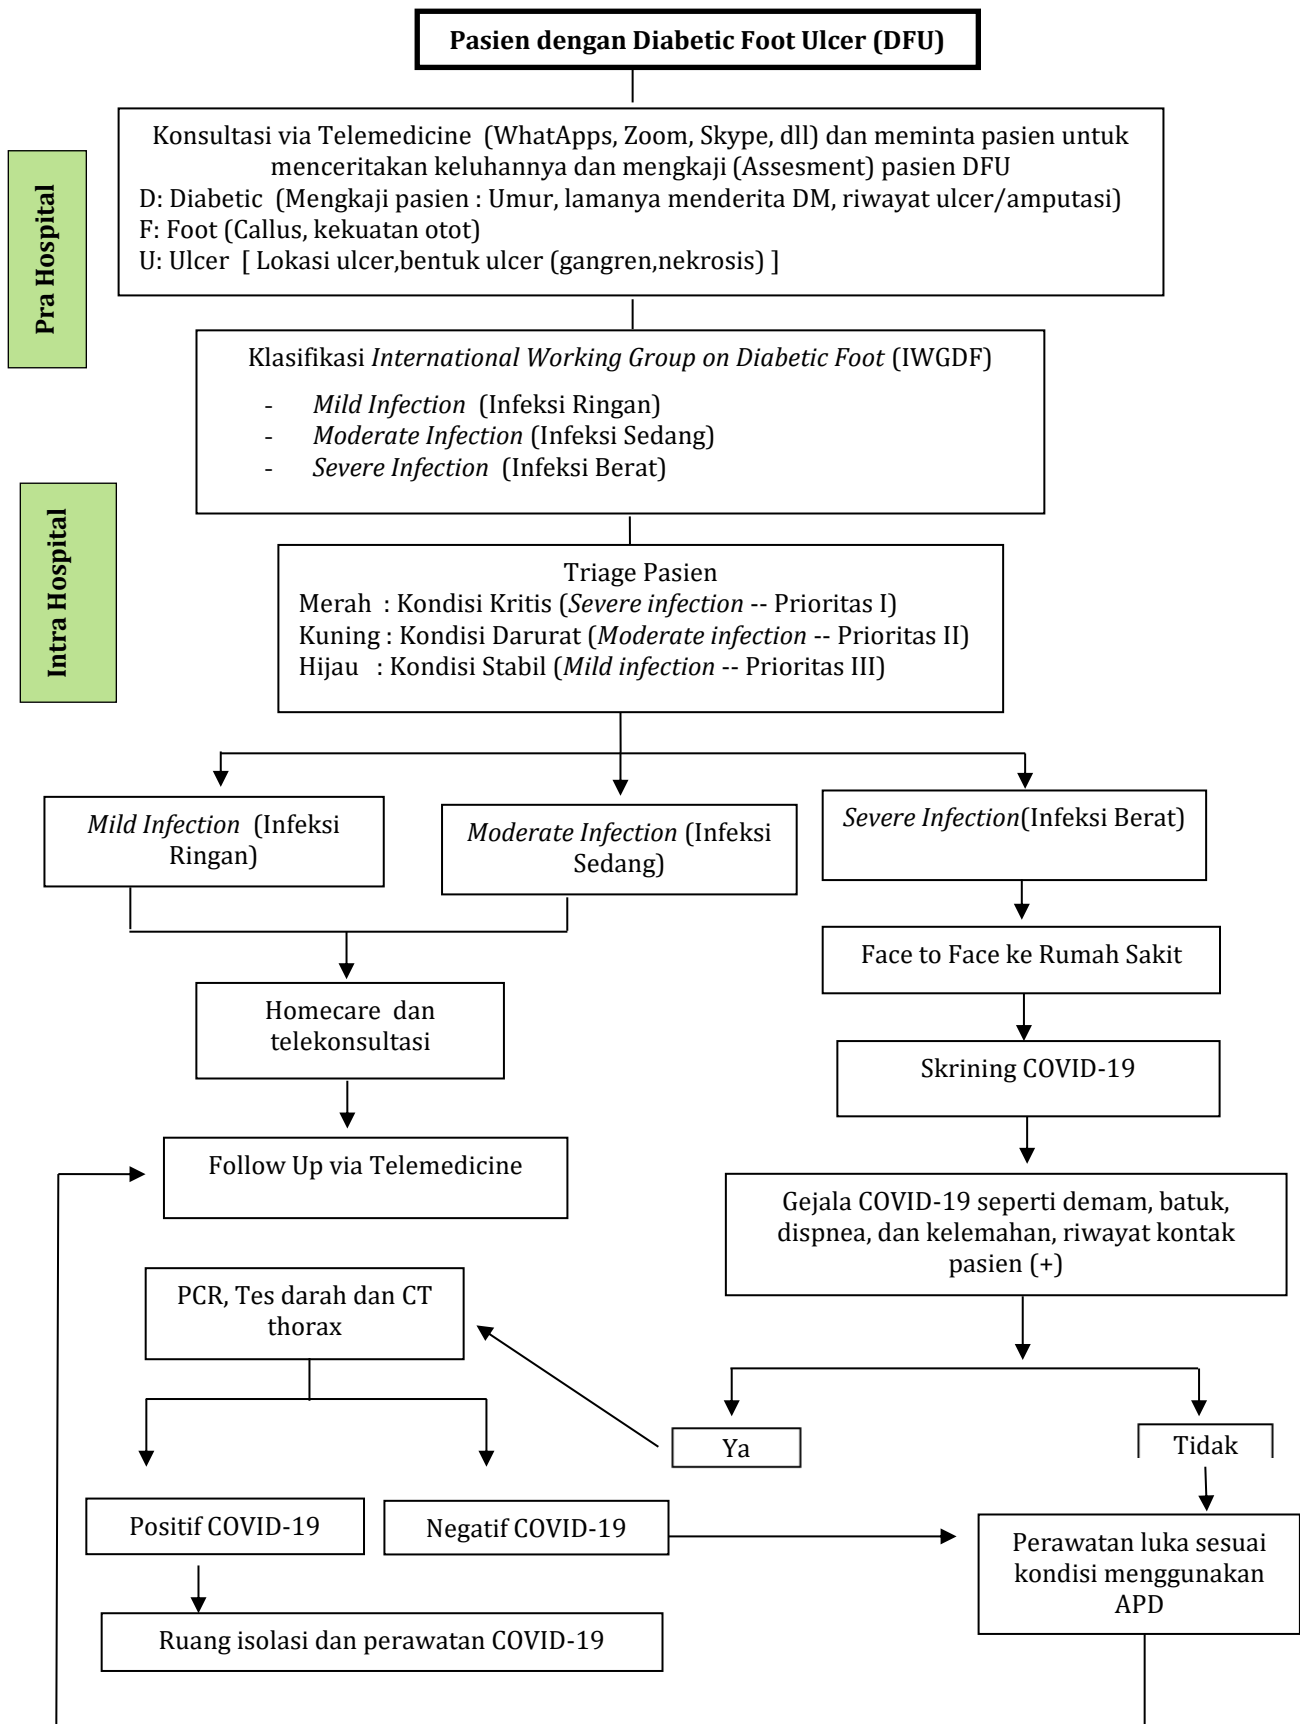 Pasien dengan Diabetic Foot Ulcer (DFU)
Konsultasi via Telemedicine (WhatApps, Zoom, Skype, dll) dan meminta pasien untuk
menceritakan keluhannya dan mengkaji (Assesment) pasien DFU
D: Diabetic (Mengkaji pasien : Umur, lamanya menderita DM, riwayat ulcer/amputasi)
F: Foot (Callus, kekuatan otot)
U: Ulcer [ Lokasi ulcer,bentuk ulcer (gangren,nekrosis) ]
Pra Hospital
Klasifikasi International Working Group on Diabetic Foot (IWGDF)
- Mild Infection (Infeksi Ringan)
- Moderate Infection (Infeksi Sedang)
- Severe Infection (Infeksi Berat)
Intra Hospital
Triage Pasien
Merah : Kondisi Kritis (Severe infection -- Prioritas I)
Kuning : Kondisi Darurat (Moderate infection -- Prioritas II)
Hijau : Kondisi Stabil (Mild infection -- Prioritas III)
Mild Infection (Infeksi
Ringan)
Moderate Infection (Infeksi
Sedang)
Severe Infection(Infeksi Berat)
Face to Face ke Rumah Sakit
Homecare dan
telekonsultasi
Skrining COVID-19
Follow Up via Telemedicine
Gejala COVID-19 seperti demam, batuk,
dispnea, dan kelemahan, riwayat kontak
pasien (+)
PCR, Tes darah dan CT
thorax
Ya
Tidak
Positif COVID-19
Negatif COVID-19
Perawatan luka sesuai
kondisi menggunakan
APD
Ruang isolasi dan perawatan COVID-19